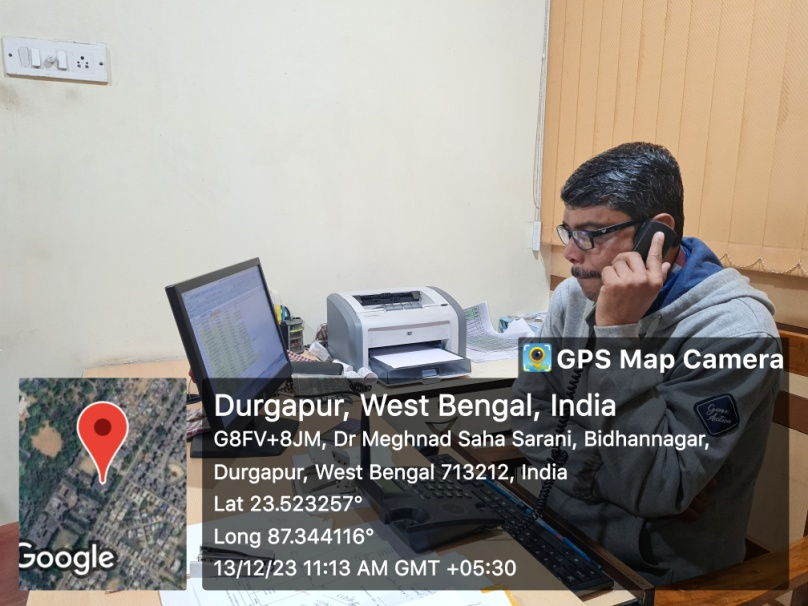 GPS Map Camera
Durgapur, West Bengal, India
G8FV+8JM, Dr Meghnad Saha Sarani, Bidhannagar,
Durgapur, West Bengal 713212, India
Lat 23.523257°
Long 87.344116°
13/12/23 11:13 AM GMT +05:30
Google